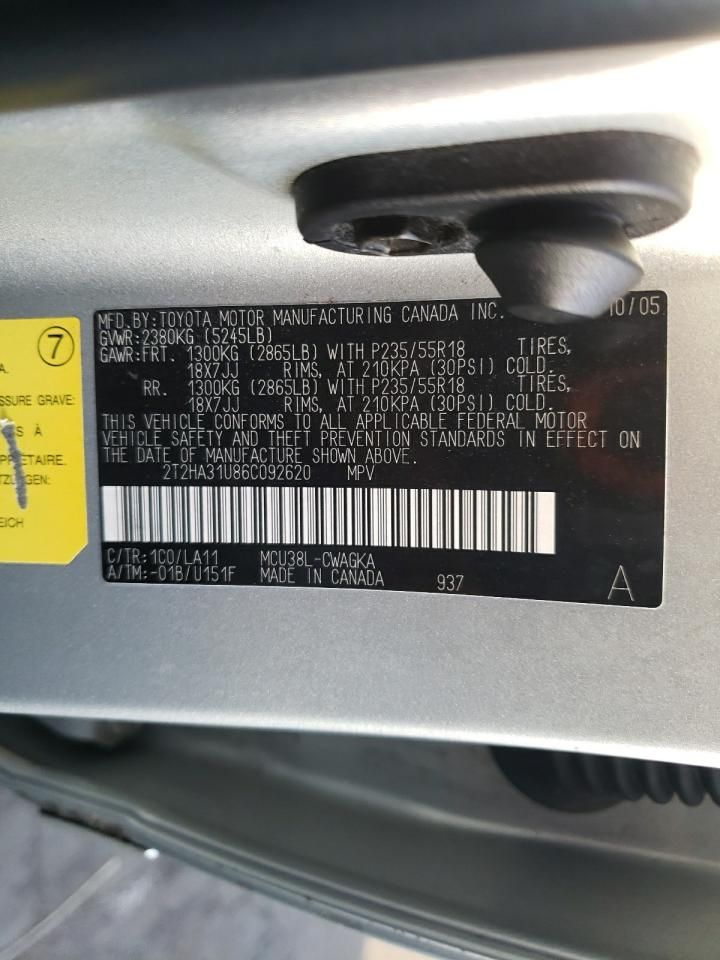 MFD. BY: TOYOTA MOTOR MANUFACTURING CANADA INC. 10/05
GVWR: 2380KG (5245LB)
GAWR: FRT. 1300KG (2865LB) WITH P235/55R18 TIRES,
18X7JJ RIMS, AT 210KPA (30PSI) COLD.
RR. 1300KG (2865LB) WITH P235/55R18 TIRES,
18X7JJ RIMS, AT 210KPA (30PSI) COLD.
THIS VEHICLE CONFORMS TO ALL APPLICABLE FEDERAL MOTOR
VEHICLE SAFETY AND THEFT PREVENTION STANDARDS IN EFFECT ON
THE DATE OF MANUFACTURE SHOWN ABOVE.
2T2HA31U86C092620 MPV
C/TR: 1C0/LA11 MCU38L-CWAGKA
A/TM: -01B/U151F MADE IN CANADA 937 A
7
A.
SSURE GRAVE:
S À
TAIRE.
EICH